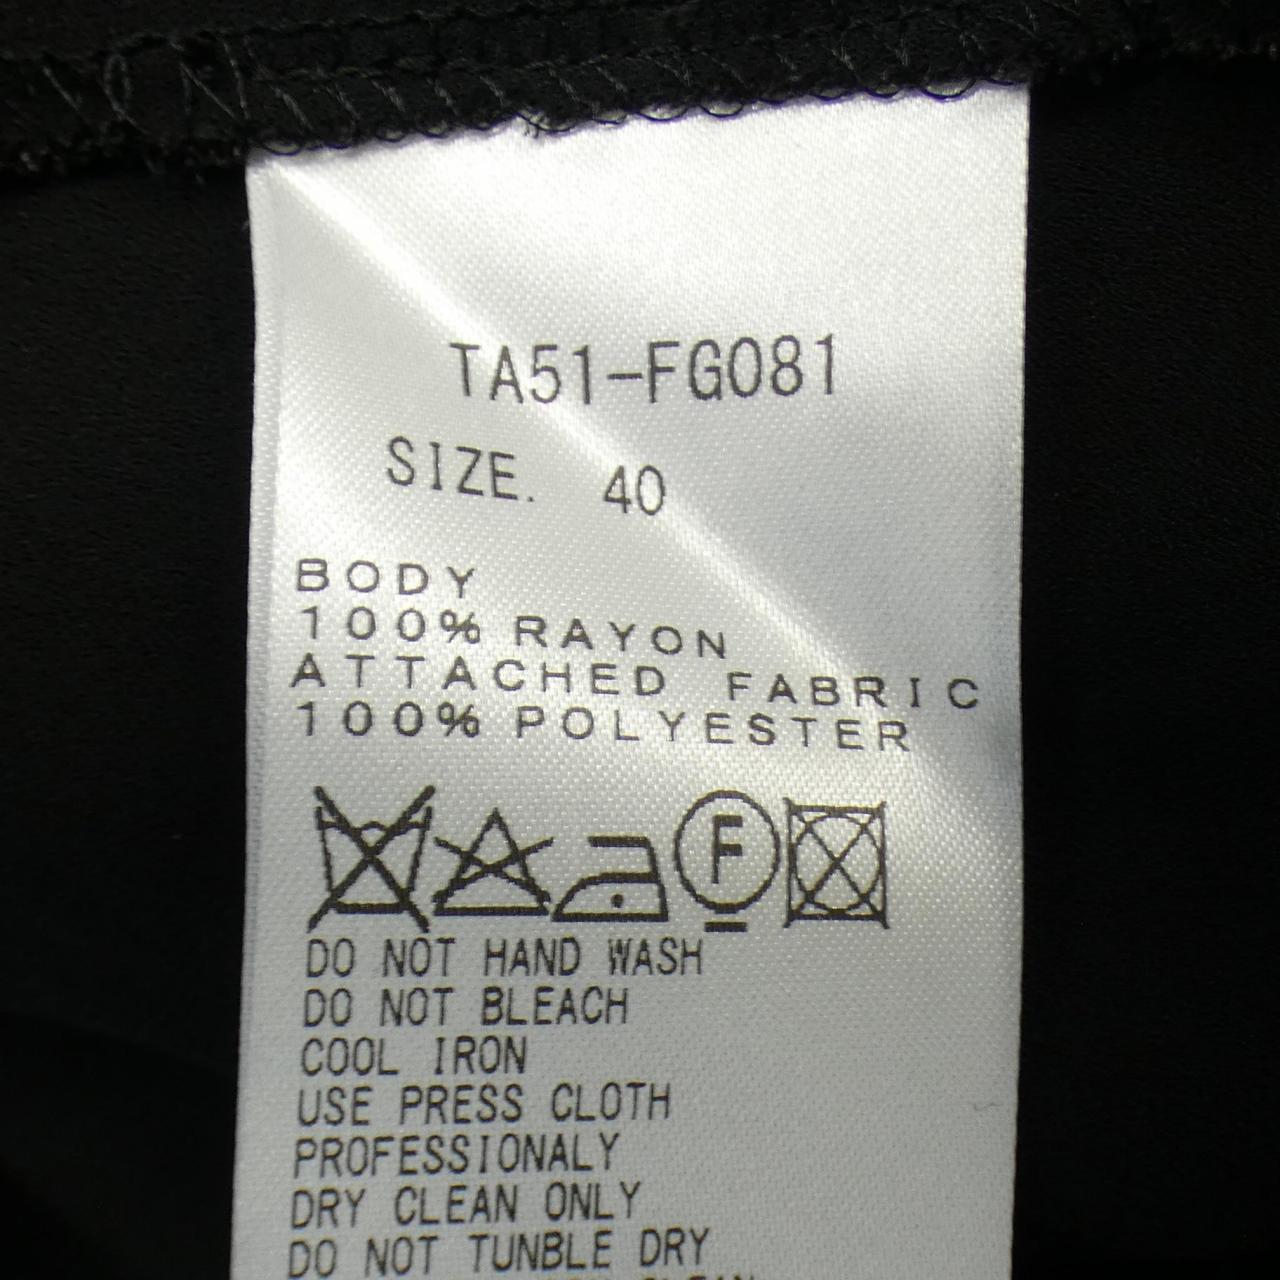 TA51-FG081
SIZE. 40
BODY
100% RAYON
ATTACHED FABRIC
100% POLYESTER
F
DO NOT HAND WASH
DO NOT BLEACH
COOL IRON
USE PRESS CLOTH
PROFESSIONALY
DRY CLEAN ONLY
DO NOT TUNBLE DRY